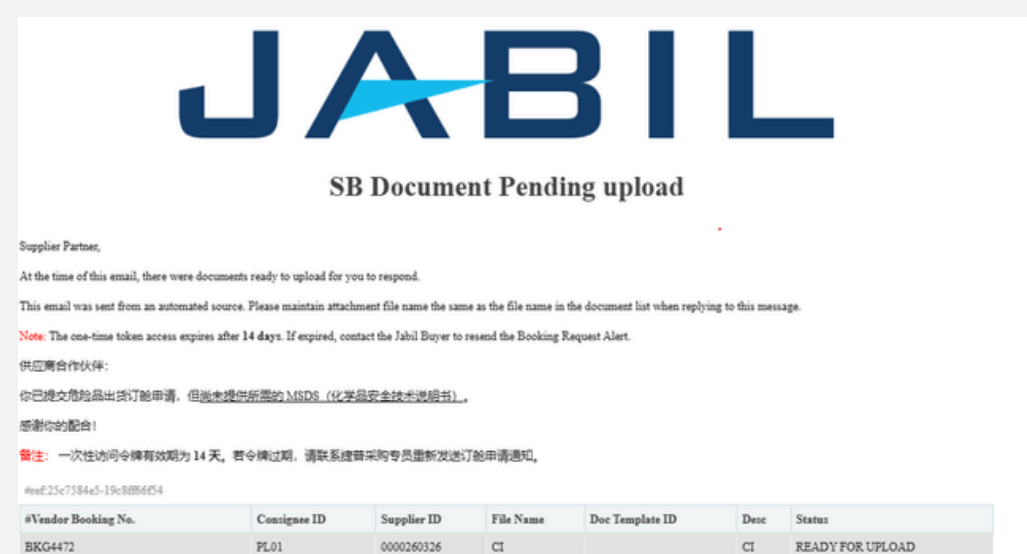 JABIL
SB Document Pending upload
Supplier Partner,
At the time of this email, there were documents ready to upload for you to respond.
This email was sent from an automated source. Please maintain attachment file name the same as the file name in the document list when replying to this message.
Note: The one-time token access expires after 14 days. If expired, contact the Jabil Buyer to resend the Booking Request Alert.
供应商合作伙伴:
你已提交危险品出货订舱申请，但尚未提供所需的 MSDS（化学品安全技术说明书）。
感谢你的配合！
备注： 一次性访问令牌有效期为 14 天。若令牌过期，请联系捷普采购专员重新发送订舱申请通知。
#ref:25c7584e5-19c8ff66f54
#Vendor Booking No. Consignee ID Supplier ID File Name Doc Template ID Desc Status
BKG4472 PL01 0000260326 CI CI READY FOR UPLOAD